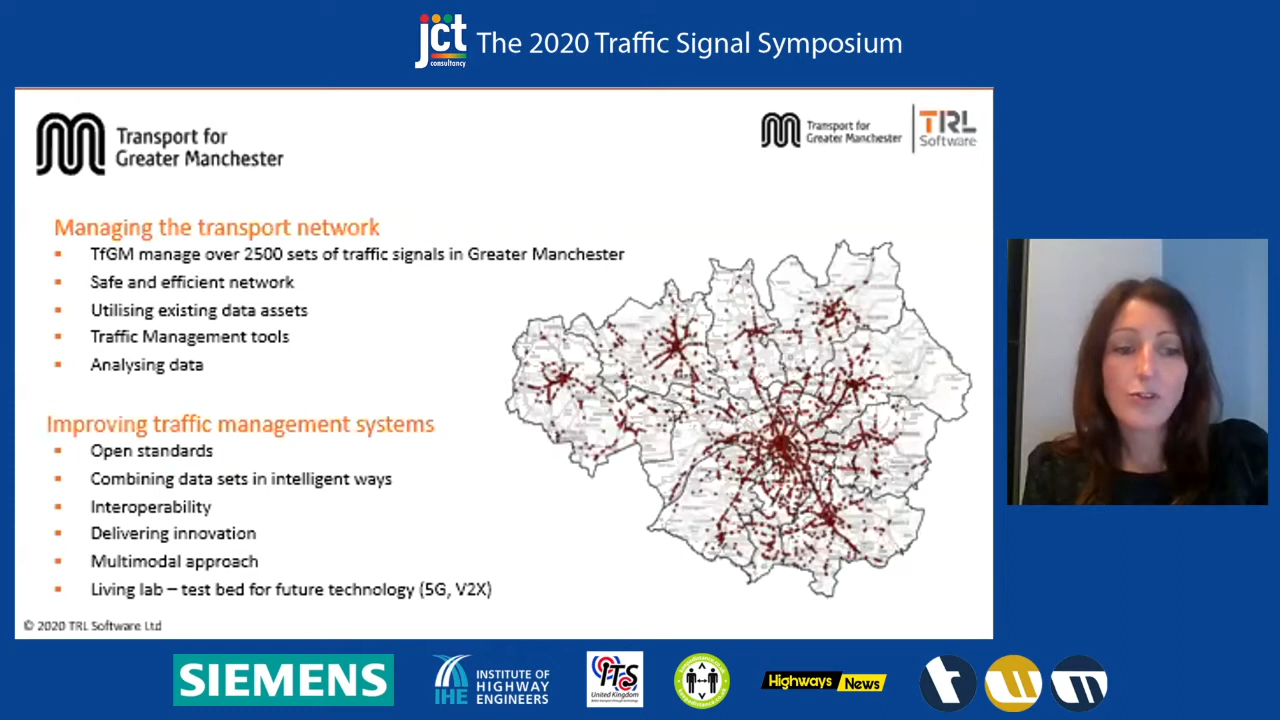 jct
consultancy
The 2020 Traffic Signal Symposium
Transport for
Greater Manchester
Transport for
Greater Manchester
TRL
Software
Managing the transport network
TfGM manage over 2500 sets of traffic signals in Greater Manchester
Safe and efficient network
Utilising existing data assets
Traffic Management tools
Analysing data
Improving traffic management systems
Open standards
Combining data sets in intelligent ways
Interoperability
Delivering innovation
Multimodal approach
Living lab – test bed for future technology (5G, V2X)
© 2020 TRL Software Ltd
SIEMENS
IHE
INSTITUTE OF
HIGHWAY
ENGINEERS
ITS
United Kingdom
Highways News